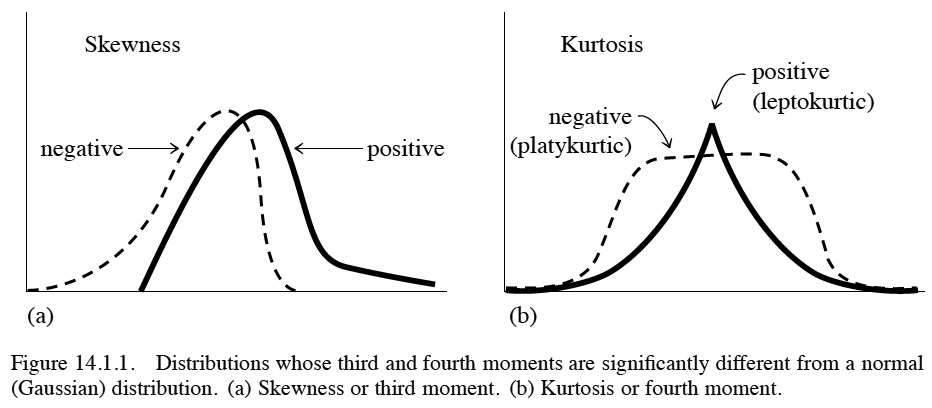 Skewness
negative
positive
(a)
Kurtosis
positive
(leptokurtic)
negative
(platykurtic)
(b)
Figure 14.1.1. Distributions whose third and fourth moments are significantly different from a normal
(Gaussian) distribution. (a) Skewness or third moment. (b) Kurtosis or fourth moment.